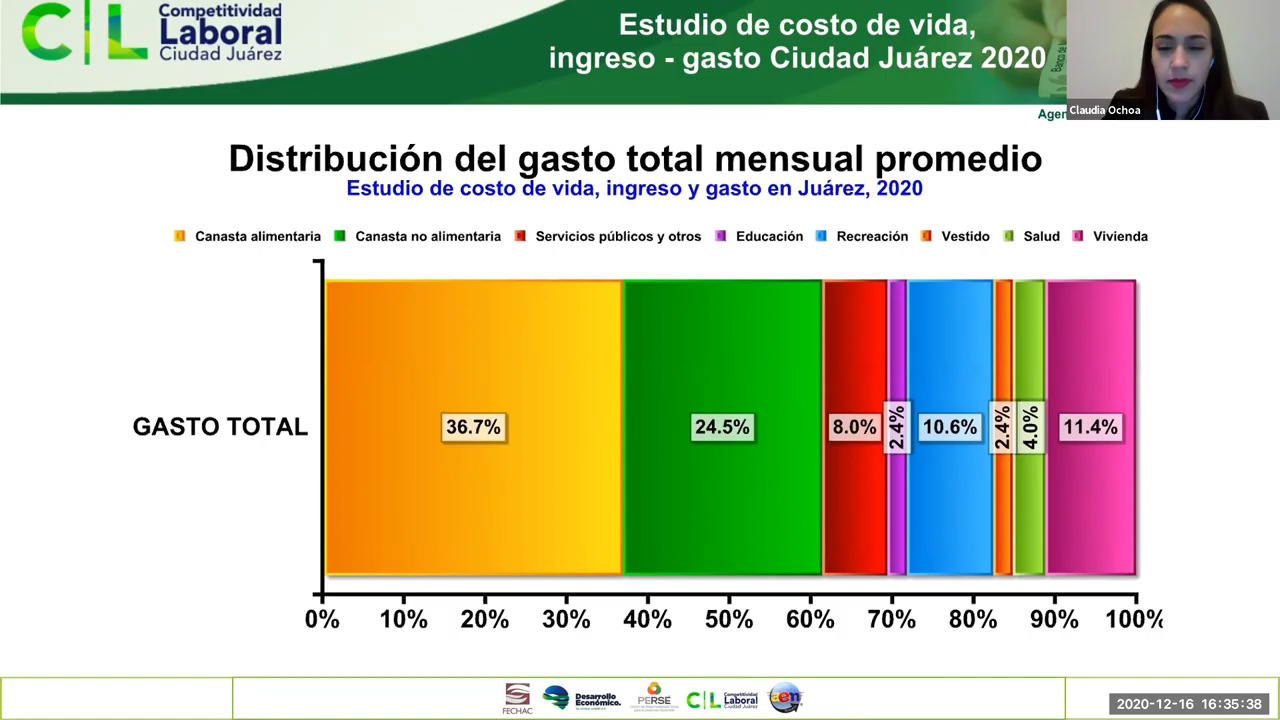 Competitividad
Laboral
Ciudad Juárez
Estudio de costo de vida,
ingreso - gasto Ciudad Juárez 2020
Claudia Ochoa
Distribución del gasto total mensual promedio
Estudio de costo de vida, ingreso y gasto en Juárez, 2020
Canasta alimentaria Canasta no alimentaria Servicios públicos y otros Educación Recreación Vestido Salud Vivienda
GASTO TOTAL
36.7% 24.5% 8.0% 2.4% 10.6% 2.4% 4.0% 11.4%
0% 10% 20% 30% 40% 50% 60% 70% 80% 90% 100%
FECHAC
Desarrollo
Económico.
PERSÉ
CL
Competitividad
Laboral
Ciudad Juárez
2020-12-16 16:35:38